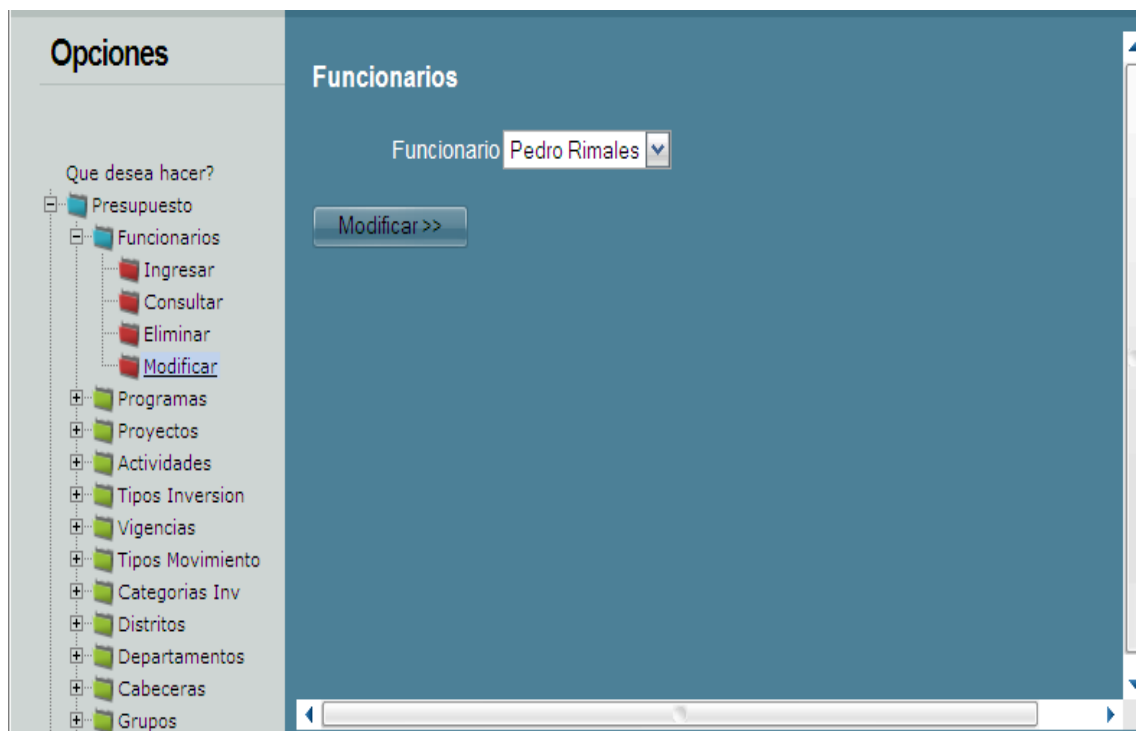 Opciones
Que desea hacer?
Presupuesto
Funcionarios
Ingresar
Consultar
Eliminar
Modificar
Programas
Proyectos
Actividades
Tipos Inversion
Vigencias
Tipos Movimiento
Categorias Inv
Distritos
Departamentos
Cabeceras
Grupos
Funcionarios
Funcionario Pedro Rimales
Modificar >>